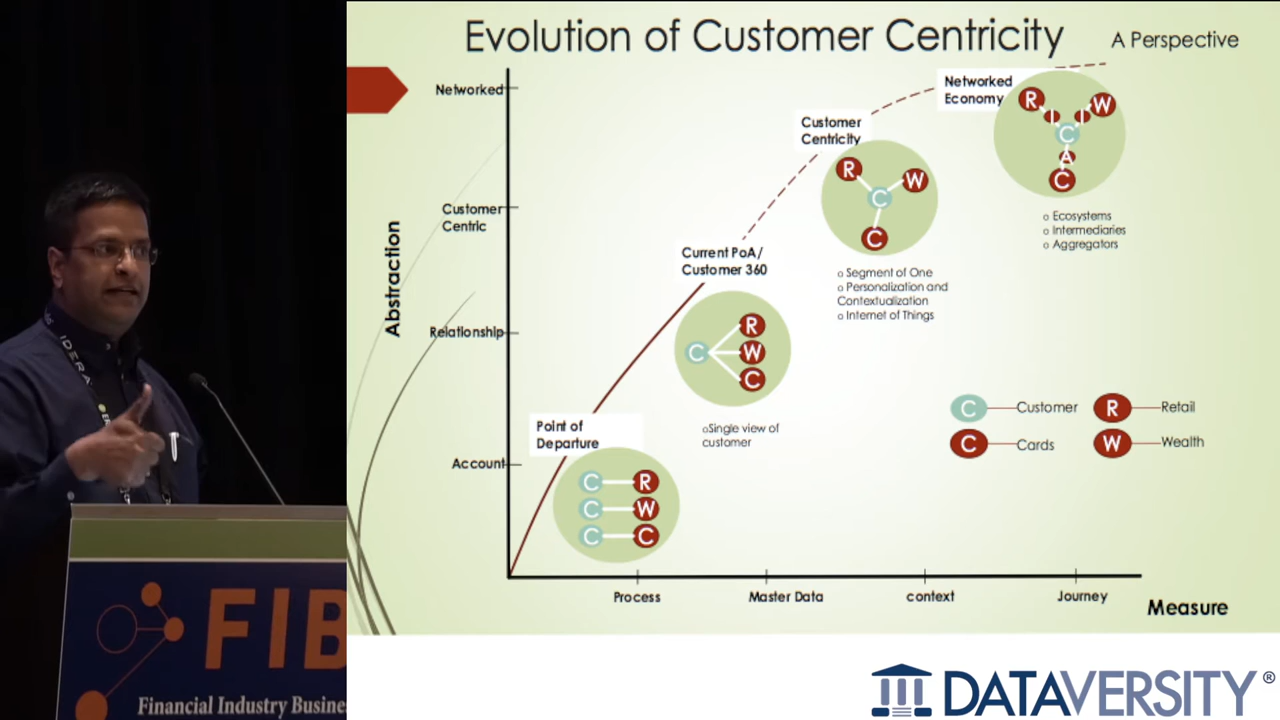 Evolution of Customer Centricity
A Perspective
Abstraction
Networked
Customer
Centric
Relationship
Account
Networked
Economy
R
W
C
A
C
o Ecosystems
o Intermediaries
o Aggregators
Customer
Centricity
R
W
C
C
o Segment of One
o Personalization and
Contextualization
o Internet of Things
Current PoA/
Customer 360
C
R
W
C
oSingle view of
customer
Point of
Departure
C R
C W
C C
C Customer
R Retail
C Cards
W Wealth
Process
Master Data
context
Journey
Measure
IDERA
FIB
Financial Industry Busine
DATAVERSITY®